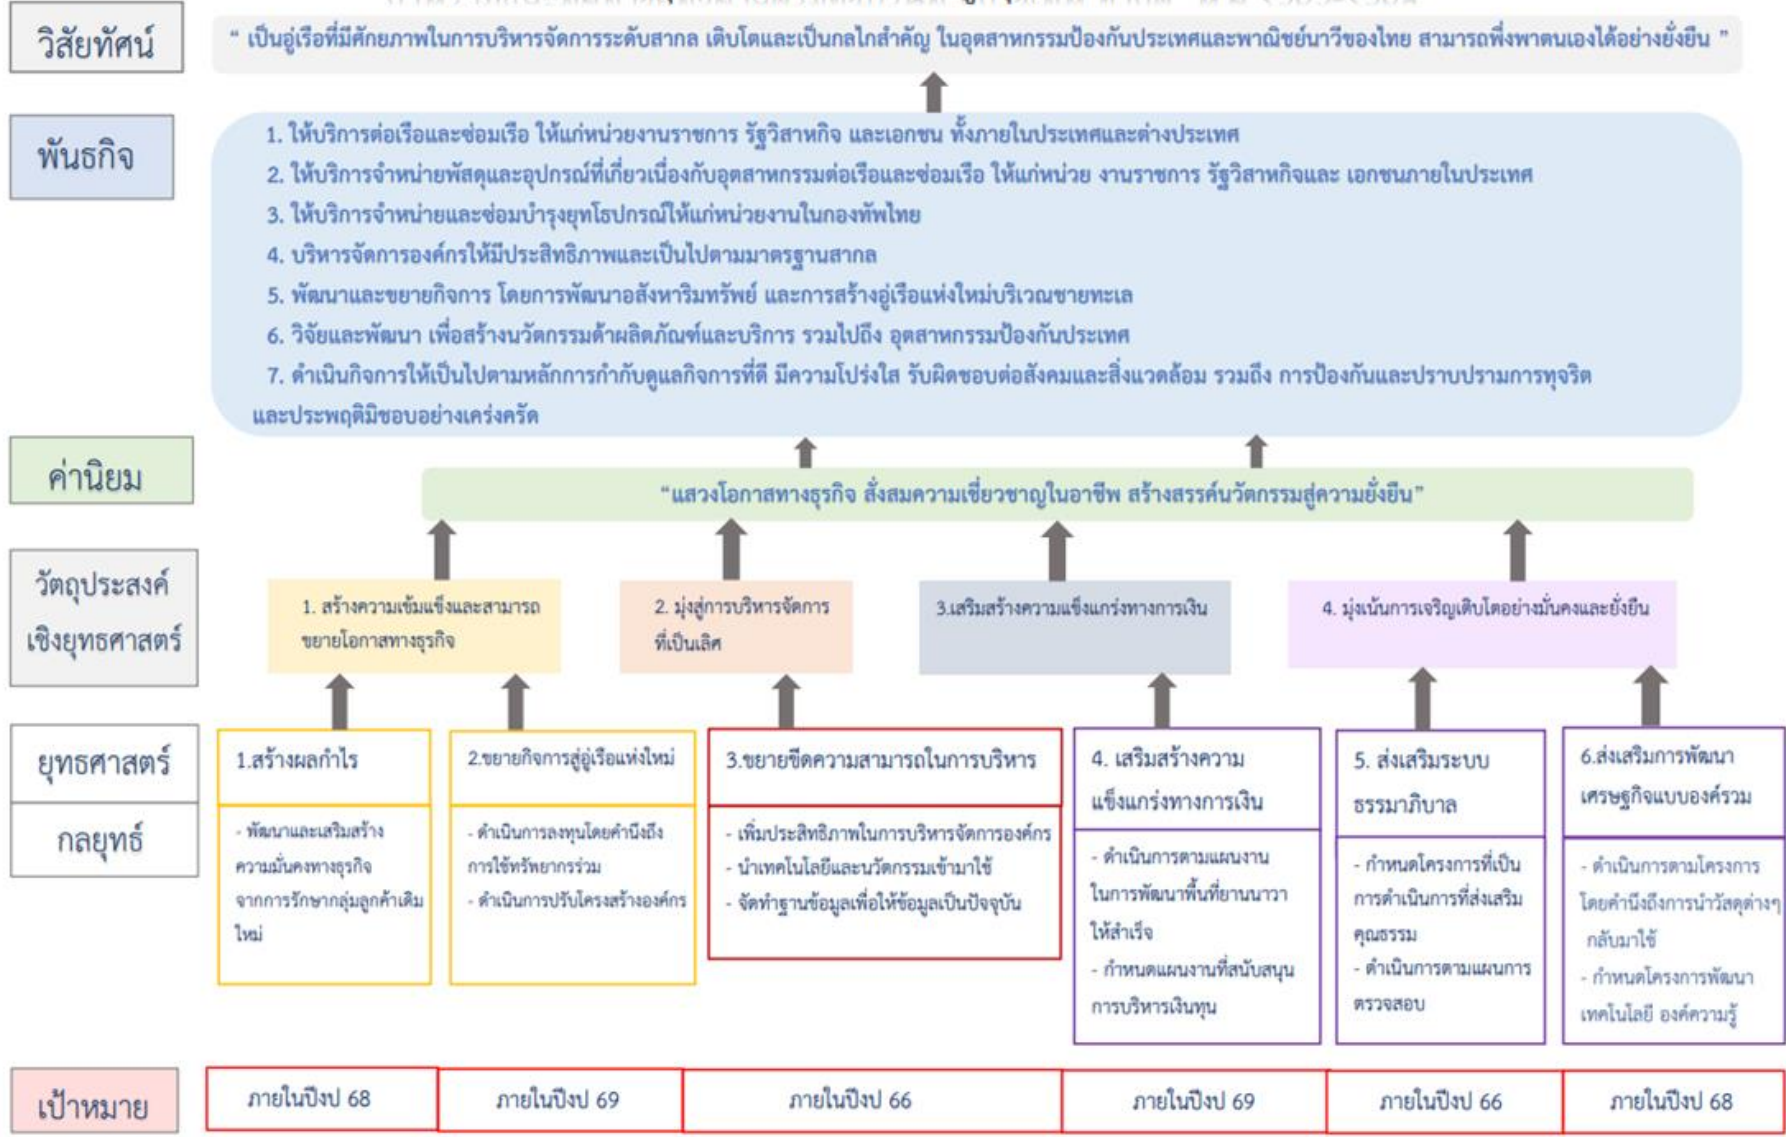 วิสัยทัศน์
“ เป็นอู่เรือที่มีศักยภาพในการบริหารจัดการระดับสากล เติบโตและเป็นกลไกสำคัญ ในอุตสาหกรรมป้องกันประเทศและพาณิชย์นาวีของไทย สามารถพึ่งพาตนเองได้อย่างยั่งยืน ”
พันธกิจ
1. ให้บริการต่อเรือและซ่อมเรือ ให้แก่หน่วยงานราชการ รัฐวิสาหกิจ และเอกชน ทั้งภายในประเทศและต่างประเทศ
2. ให้บริการจำหน่ายพัสดุและอุปกรณ์ที่เกี่ยวเนื่องกับอุตสาหกรรมต่อเรือและซ่อมเรือ ให้แก่หน่วย งานราชการ รัฐวิสาหกิจและ เอกชนภายในประเทศ
3. ให้บริการจำหน่ายและซ่อมบำรุงยุทโธปกรณ์ให้แก่หน่วยงานในกองทัพไทย
4. บริหารจัดการองค์กรให้มีประสิทธิภาพและเป็นไปตามมาตรฐานสากล
5. พัฒนาและขยายกิจการ โดยการพัฒนาอสังหาริมทรัพย์ และการสร้างอู่เรือแห่งใหม่บริเวณชายทะเล
6. วิจัยและพัฒนา เพื่อสร้างนวัตกรรมด้าผลิตภัณฑ์และบริการ รวมไปถึง อุตสาหกรรมป้องกันประเทศ
7. ดำเนินกิจการให้เป็นไปตามหลักการกำกับดูแลกิจการที่ดี มีความโปร่งใส รับผิดชอบต่อสังคมและสิ่งแวดล้อม รวมถึง การป้องกันและปราบปรามการทุจริต
และประพฤติมิชอบอย่างเคร่งครัด
ค่านิยม
“แสวงโอกาสทางธุรกิจ สั่งสมความเชี่ยวชาญในอาชีพ สร้างสรรค์นวัตกรรมสู่ความยั่งยืน”
วัตถุประสงค์
เชิงยุทธศาสตร์
1. สร้างความเข้มแข็งและสามารถ
ขยายโอกาสทางธุรกิจ
2. มุ่งสู่การบริหารจัดการ
ที่เป็นเลิศ
3.เสริมสร้างความแข็งแกร่งทางการเงิน
4. มุ่งเน้นการเจริญเติบโตอย่างมั่นคงและยั่งยืน
ยุทธศาสตร์
1.สร้างผลกำไร
2.ขยายกิจการสู่อู่เรือแห่งใหม่
3.ขยายขีดความสามารถในการบริหาร
4. เสริมสร้างความ
แข็งแกร่งทางการเงิน
5. ส่งเสริมระบบ
ธรรมาภิบาล
6.ส่งเสริมการพัฒนา
เศรษฐกิจแบบองค์รวม
กลยุทธ์
- พัฒนาและเสริมสร้าง
ความมั่นคงทางธุรกิจ
จากการรักษากลุ่มลูกค้าเดิม
ใหม่
- ดำเนินการลงทุนโดยคำนึงถึง
การใช้ทรัพยากรร่วม
- ดำเนินการปรับโครงสร้างองค์กร
- เพิ่มประสิทธิภาพในการบริหารจัดการองค์กร
- นำเทคโนโลยีและนวัตกรรมเข้ามาใช้
- จัดทำฐานข้อมูลเพื่อให้ข้อมูลเป็นปัจจุบัน
- ดำเนินการตามแผนงาน
ในการพัฒนาพื้นที่ยานนาวา
ให้สำเร็จ
- กำหนดแผนงานที่สนับสนุน
การบริหารเงินทุน
- กำหนดโครงการที่เป็น
การดำเนินการที่ส่งเสริม
คุณธรรม
- ดำเนินการตามแผนการ
ตรวจสอบ
- ดำเนินการตามโครงการ
โดยคำนึงถึงการนำวัสดุต่างๆ
กลับมาใช้
- กำหนดโครงการพัฒนา
เทคโนโลยี องค์ความรู้
เป้าหมาย
ภายในปีงป 68
ภายในปีงป 69
ภายในปีงป 66
ภายในปีงป 69
ภายในปีงป 66
ภายในปีงป 68